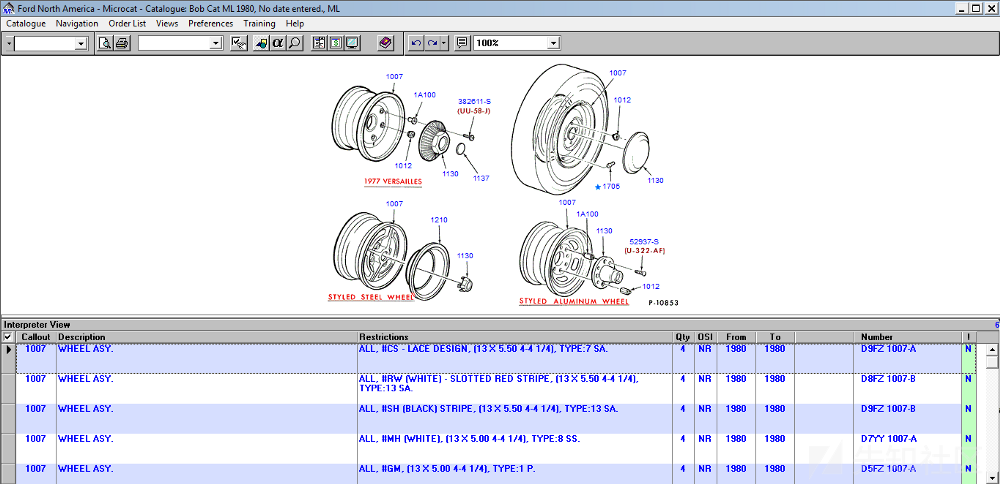 Ford North America - Microcat - Catalogue: Bob Cat ML 1980, No date entered., ML
Catalogue Navigation Order List Views Preferences Training Help
α 100%
1007
1A100
382611-S
(UU-58-J)
1012
1130
1137
1977 VERSAILLES
1007
1012
★1705
1130
1007
1210
1130
STYLED STEEL WHEEL
1007
1A100
1130
52937-S
(U-322-AF)
1012
STYLED ALUMINUM WHEEL
P-10853
Interpreter View 6
Callout Description Restrictions Qty OSI From To Number !
1007 WHEEL ASY. ALL, #CS - LACE DESIGN, (13 X 5.50 4-4 1/4), TYPE:7 SA. 4 NR 1980 1980 D9FZ 1007-A N
1007 WHEEL ASY. ALL, #RW (WHITE) - SLOTTED RED STRIPE, (13 X 5.50 4-4 1/4),
TYPE:13 SA. 4 NR 1980 1980 D8FZ 1007-B N
1007 WHEEL ASY. ALL, #SH (BLACK) STRIPE, (13 X 5.50 4-4 1/4), TYPE:13 SA. 4 NR 1980 1980 D9FZ 1007-B N
1007 WHEEL ASY. ALL, #MH (WHITE), (13 X 5.00 4-4 1/4), TYPE:8 SS. 4 NR 1980 1980 D7YY 1007-A N
1007 WHEEL ASY. ALL, #GM, (13 X 5.00 4-4 1/4), TYPE:1 P. 4 NR 1980 1980 D5FZ 1007-A N